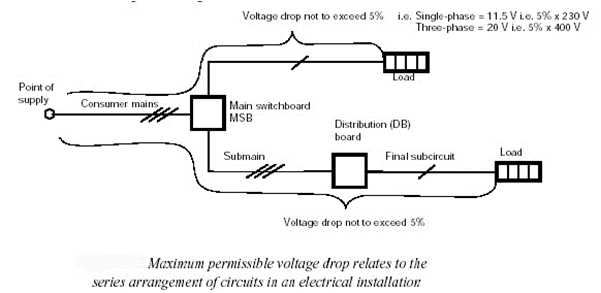 Voltage drop not to exceed 5% i.e. Single-phase = 11.5 V i.e. 5% x 230 V
Three-phase = 20 V i.e. 5% x 400 V
Load
Point of
supply
Consumer mains
Main switchboard
MSB
Distribution (DB)
board
Submain
Final subcircuit
Load
Voltage drop not to exceed 5%
Maximum permissible voltage drop relates to the
series arrangement of circuits in an electrical installation